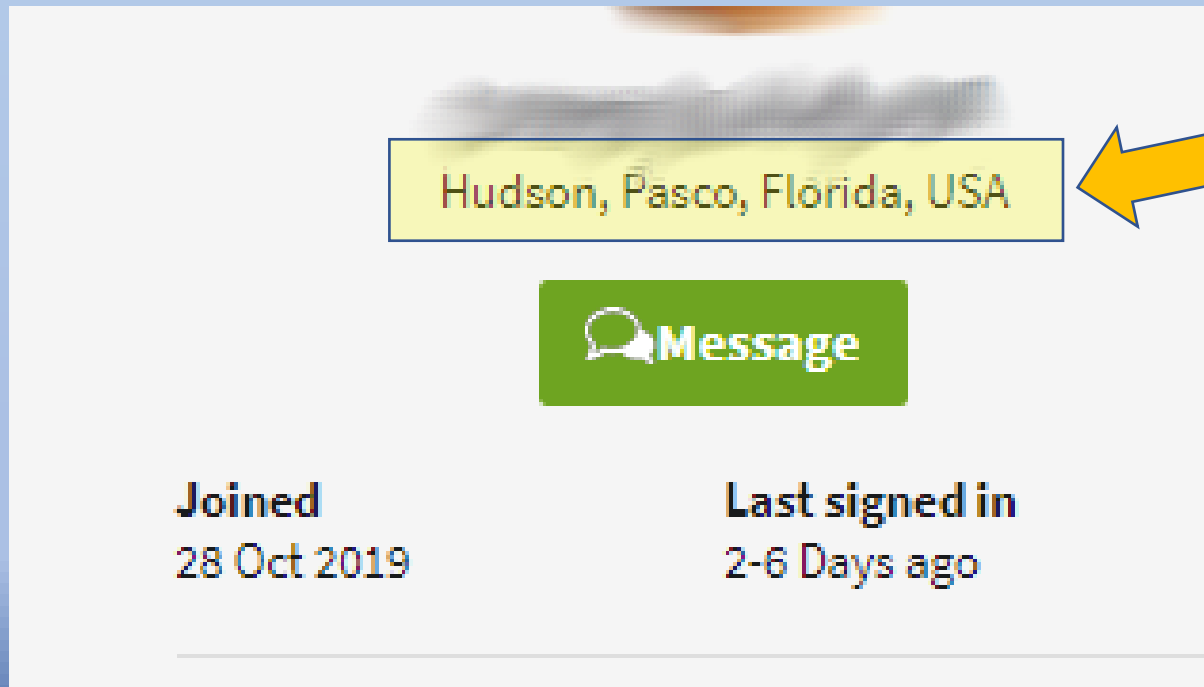 Hudson, Pasco, Florida, USA
Message
Joined
Last signed in
28 Oct 2019
2-6 Days ago